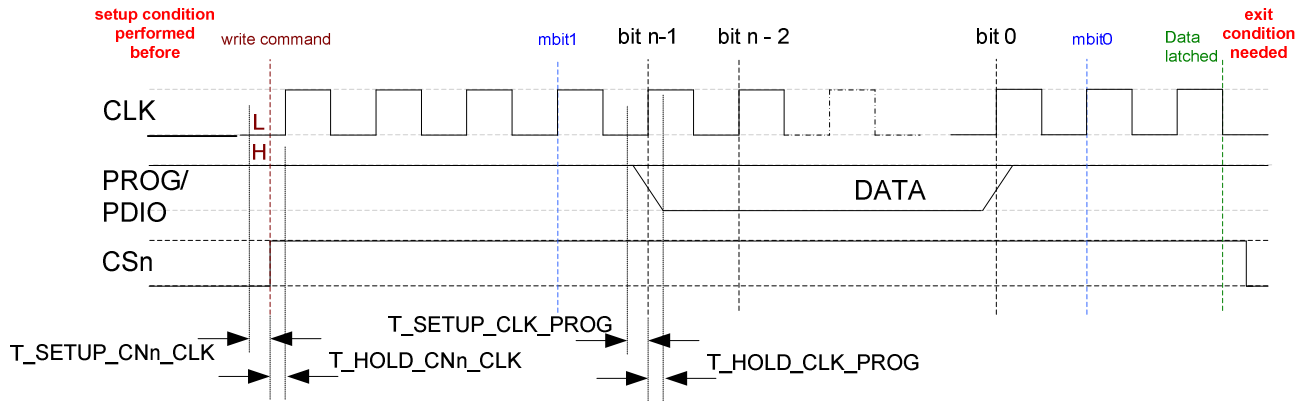 setup condition
performed
before
write command
mbit1
bit n-1
bit n - 2
bit 0
mbit0
Data
latched
exit
condition
needed
CLK
L
H
PROG/
PDIO
DATA
CSn
T_SETUP_CLK_PROG
T_SETUP_CNn_CLK
T_HOLD_CNn_CLK
T_HOLD_CLK_PROG